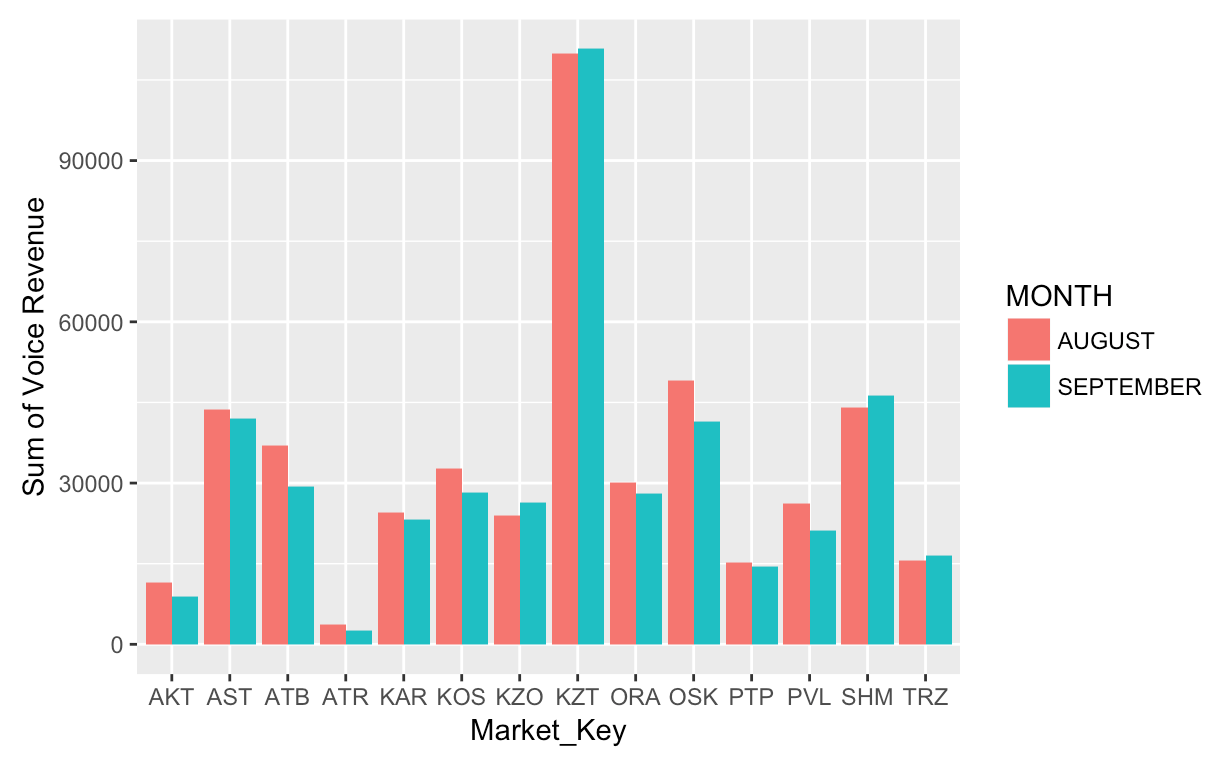 90000
60000
30000
0
Sum of Voice Revenue
AKT AST ATB ATR KAR KOS KZO KZT ORA OSK PTP PVL SHM TRZ
Market_Key
MONTH
AUGUST
SEPTEMBER